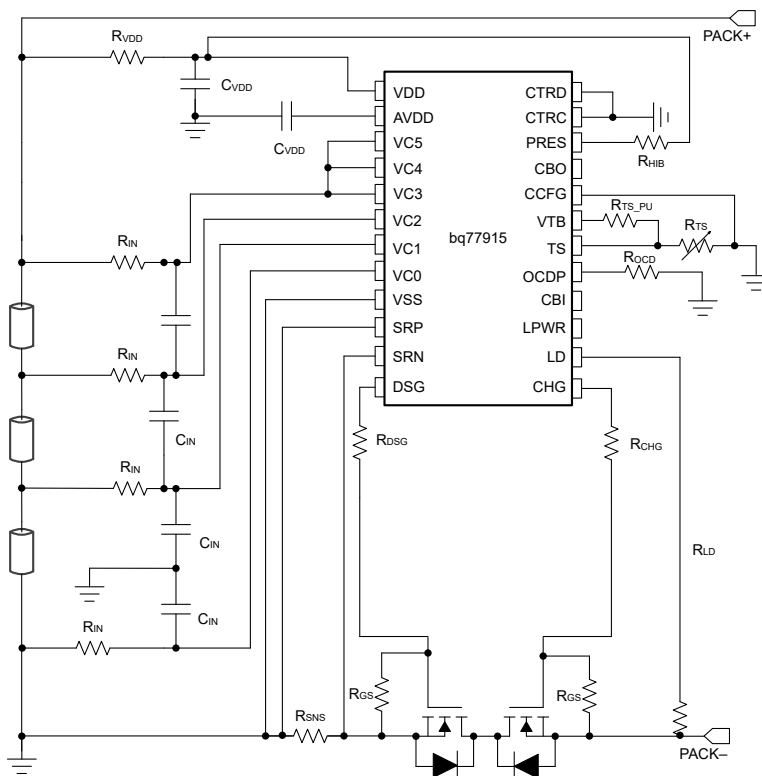 PACK+
RVDD
CVDD
CVDD
VDD
AVDD
VC5
VC4
VC3
VC2
VC1
VC0
VSS
SRP
SRN
DSG
bq77915
CTRD
CTRC
PRES
CBO
CCFG
VTB
TS
OCDP
CBI
LPWR
LD
CHG
RHIB
RTS_PU
RTS
ROCD
RIN
RIN
CIN
RIN
CIN
CIN
RIN
RDSG
RCHG
RLD
RGS
RGS
RSNS
PACK–